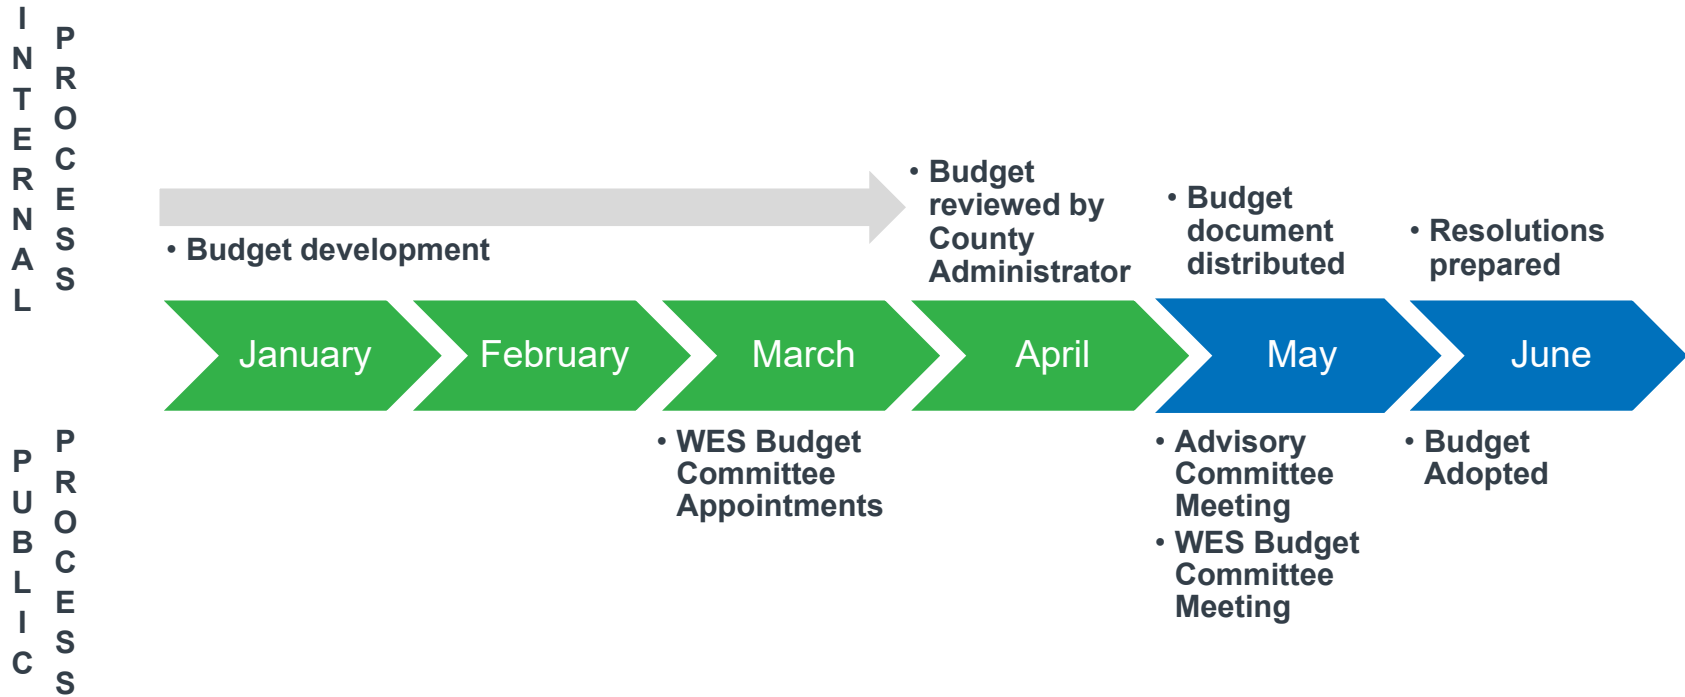 INTERNAL
PROCESS
• Budget development
• Budget
reviewed by
County
Administrator
• Budget
document
distributed
• Resolutions
prepared
January
February
March
April
May
June
PUBLIC
PROCESS
• WES Budget
Committee
Appointments
• Advisory
Committee
Meeting
• WES Budget
Committee
Meeting
• Budget
Adopted